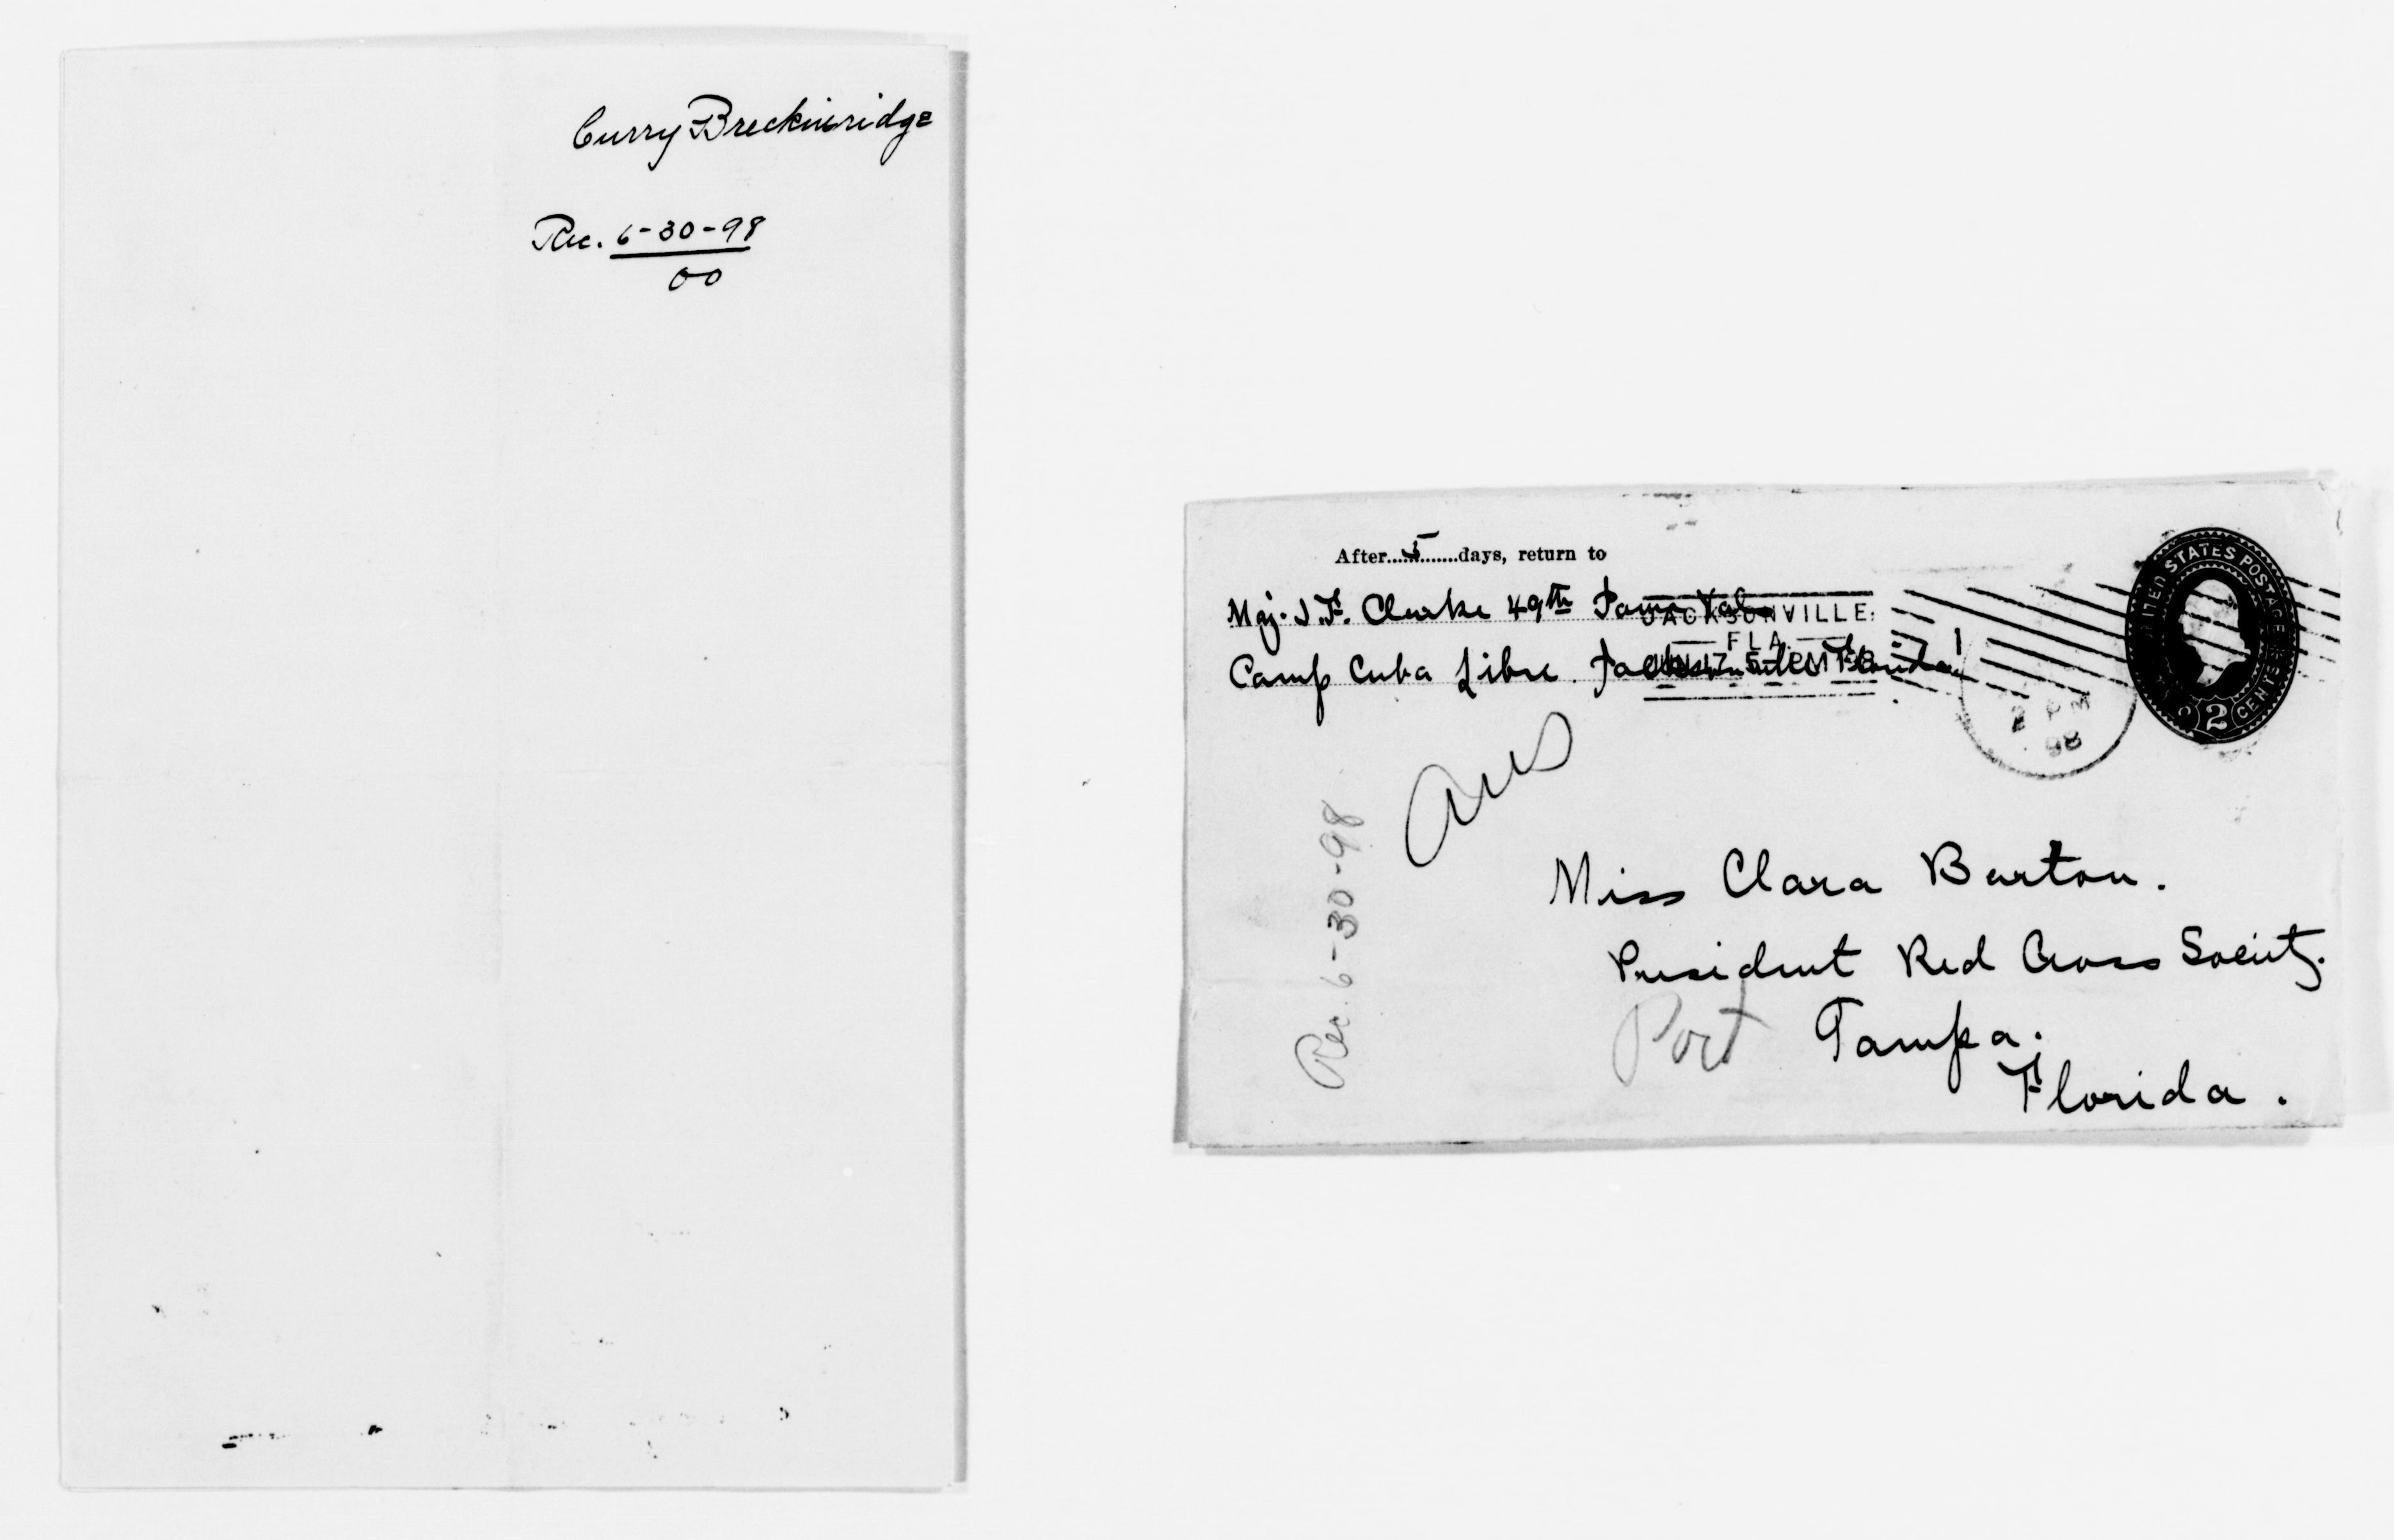 Curry Breckinridge
Rec. 6-30-98
00
After 5 days, return to
Maj. J.F. Clarke 49th Iowa Vol.
Camp Cuba Libre. Jacksonville Florida
JACKSONVILLE.
FLA.
UNITED STATES POSTAGE
2 CENTS
98
Ans
Rec 6-30-98
Miss Clara Barton.
President Red Cross Society.
Port Tampa.
Florida.